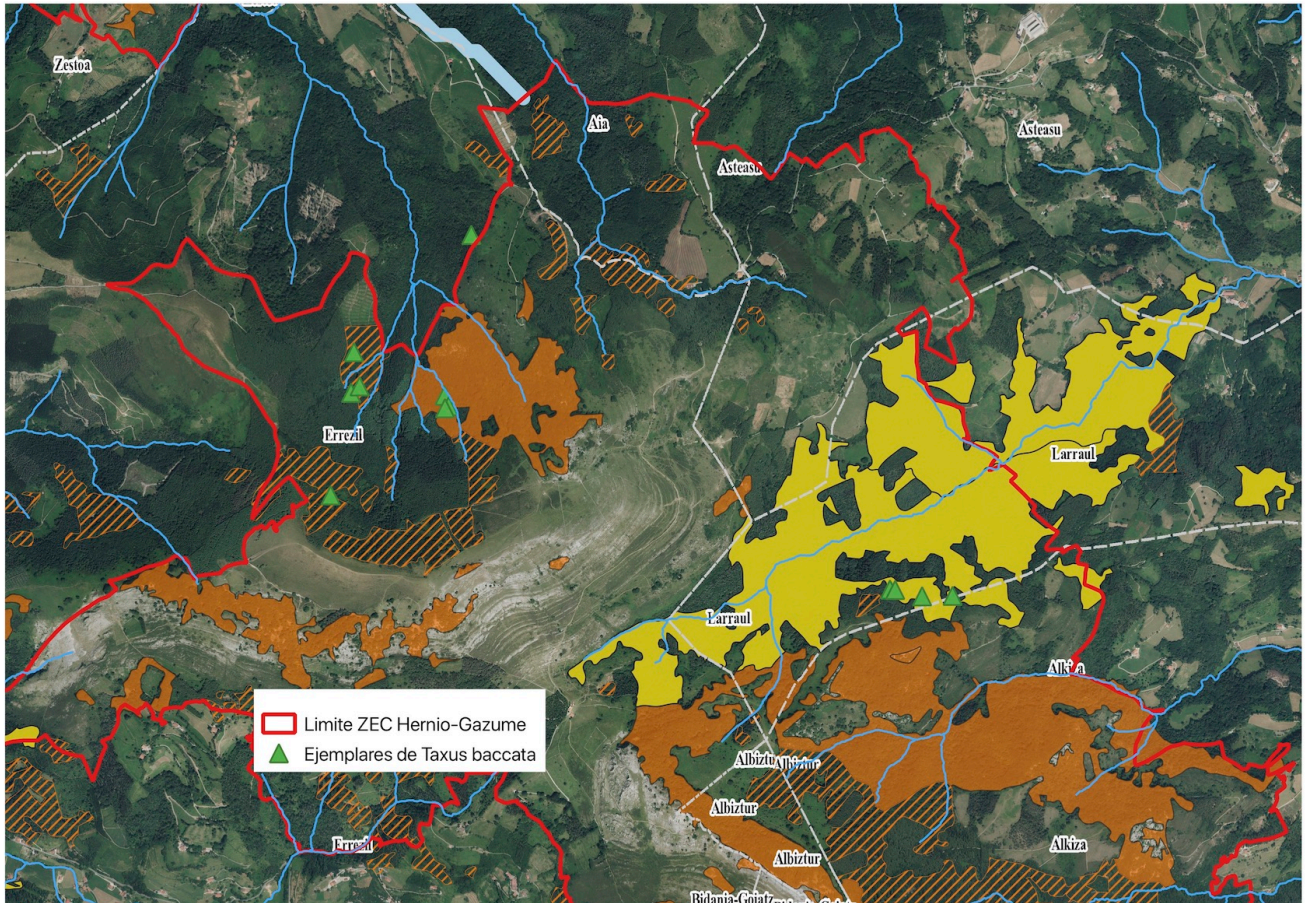 Zestoa
Aia
Asteasu
Asteasu
Errezil
Larraul
Larraul
Alkiza
Limite ZEC Hernio-Gazume
Ejemplares de Taxus baccata
Albiztur
Albiztur
Albiztur
Errezil
Alkiza
Albiztur